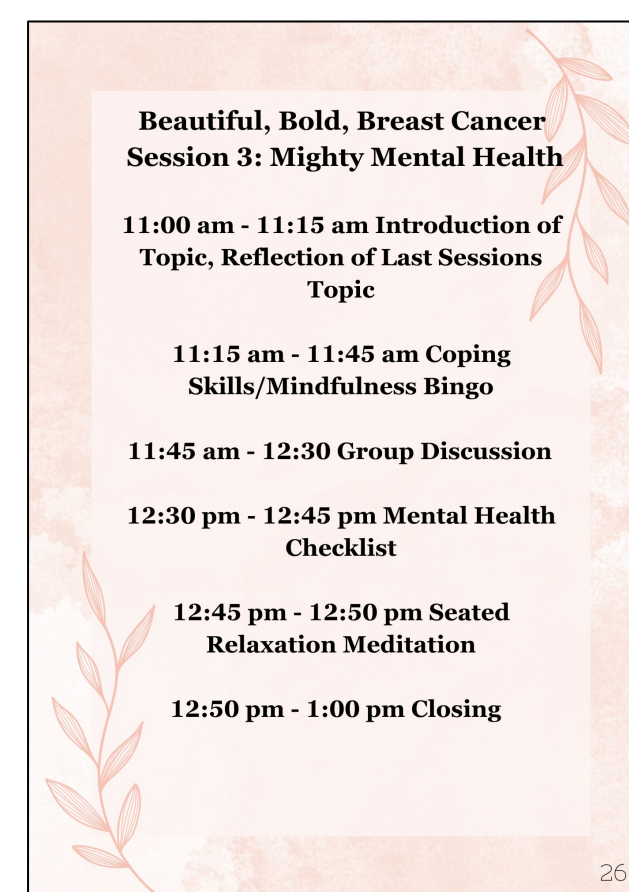 Beautiful, Bold, Breast Cancer
Session 3: Mighty Mental Health
11:00 am - 11:15 am Introduction of
Topic, Reflection of Last Sessions
Topic
11:15 am - 11:45 am Coping
Skills/Mindfulness Bingo
11:45 am - 12:30 Group Discussion
12:30 pm - 12:45 pm Mental Health
Checklist
12:45 pm - 12:50 pm Seated
Relaxation Meditation
12:50 pm - 1:00 pm Closing
26